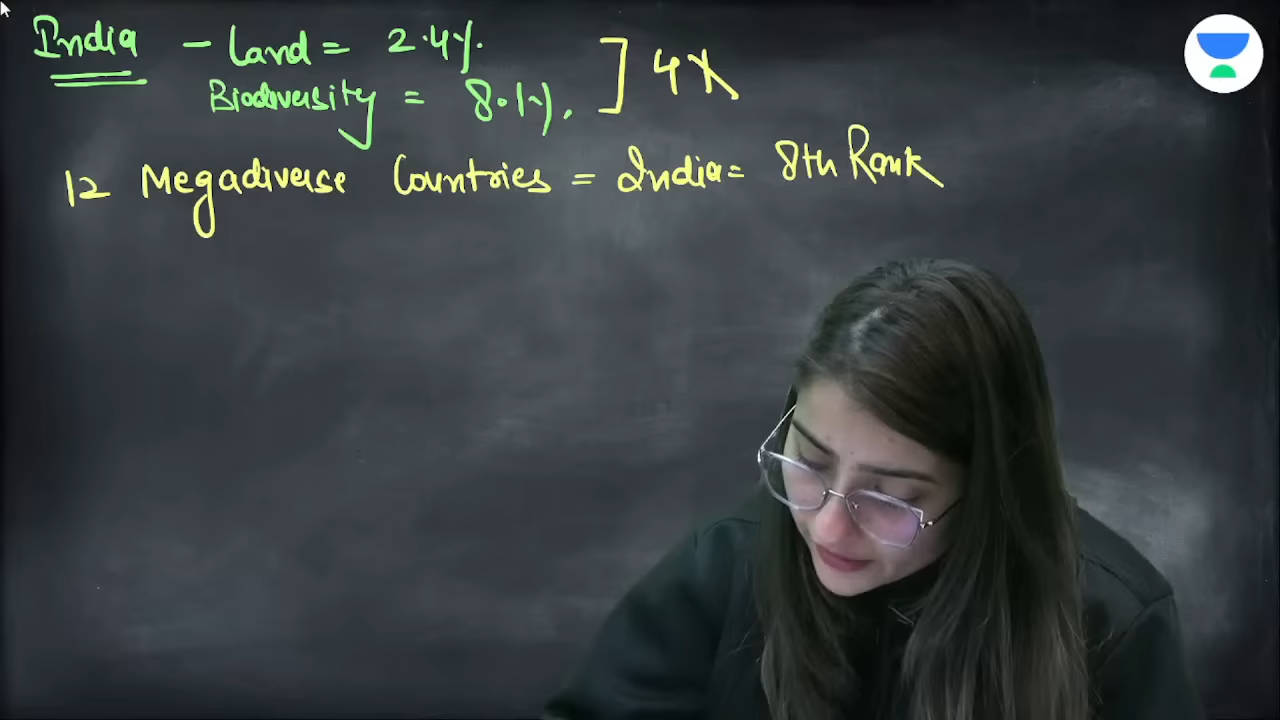 India - Land = 2.4%. ] 4X
Biodiversity = 8.1%.
12 Megadiverse Countries = India = 8th Rank